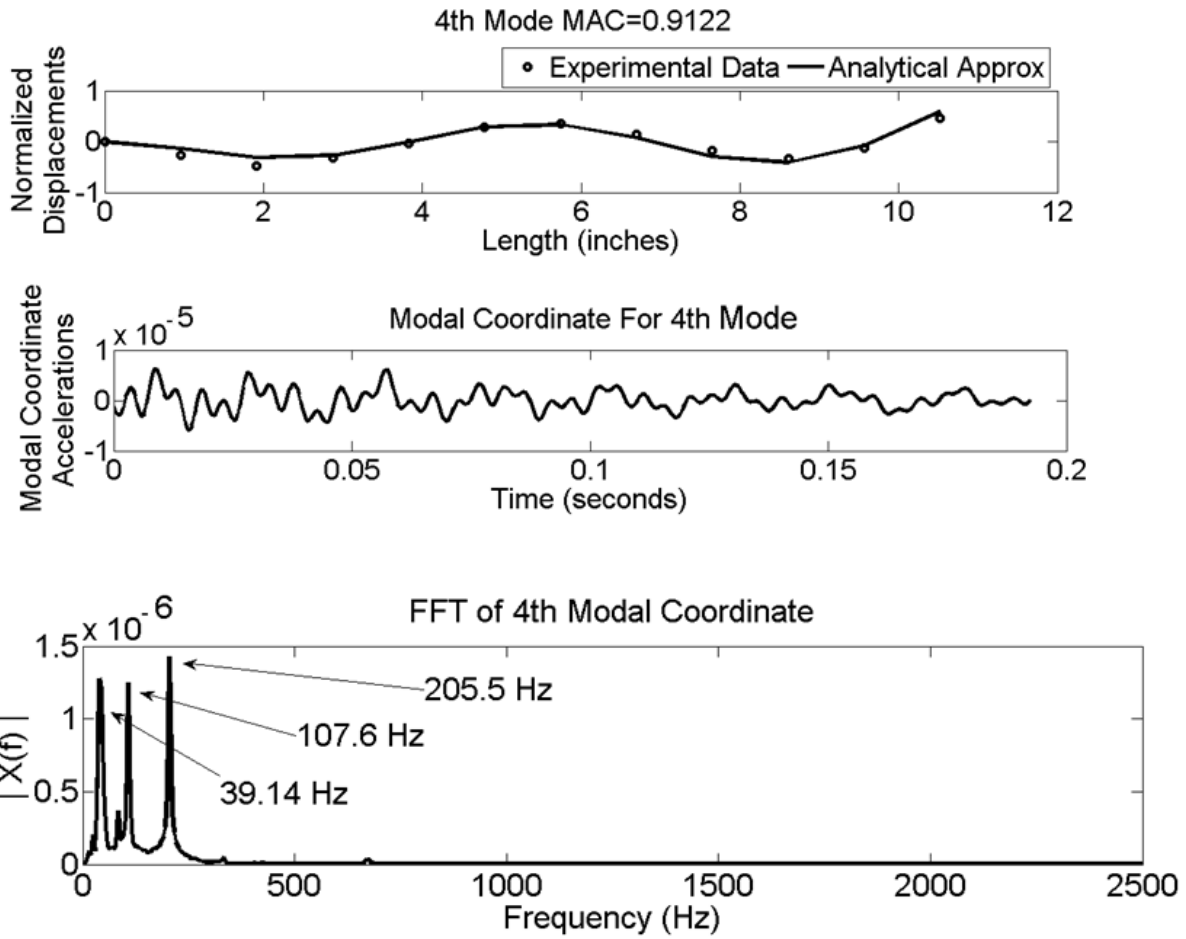 4th Mode MAC=0.9122
Experimental Data
Analytical Approx
Normalized
Displacements
1
0
-1
0 2 4 6 8 10 12
Length (inches)
Modal Coordinate For 4th Mode
x 10-5
Modal Coordinate
Accelerations
1
0
-1
0 0.05 0.1 0.15 0.2
Time (seconds)
FFT of 4th Modal Coordinate
x 10-6
|X(f)|
1.5
1
0.5
0
205.5 Hz
107.6 Hz
39.14 Hz
0 500 1000 1500 2000 2500
Frequency (Hz)